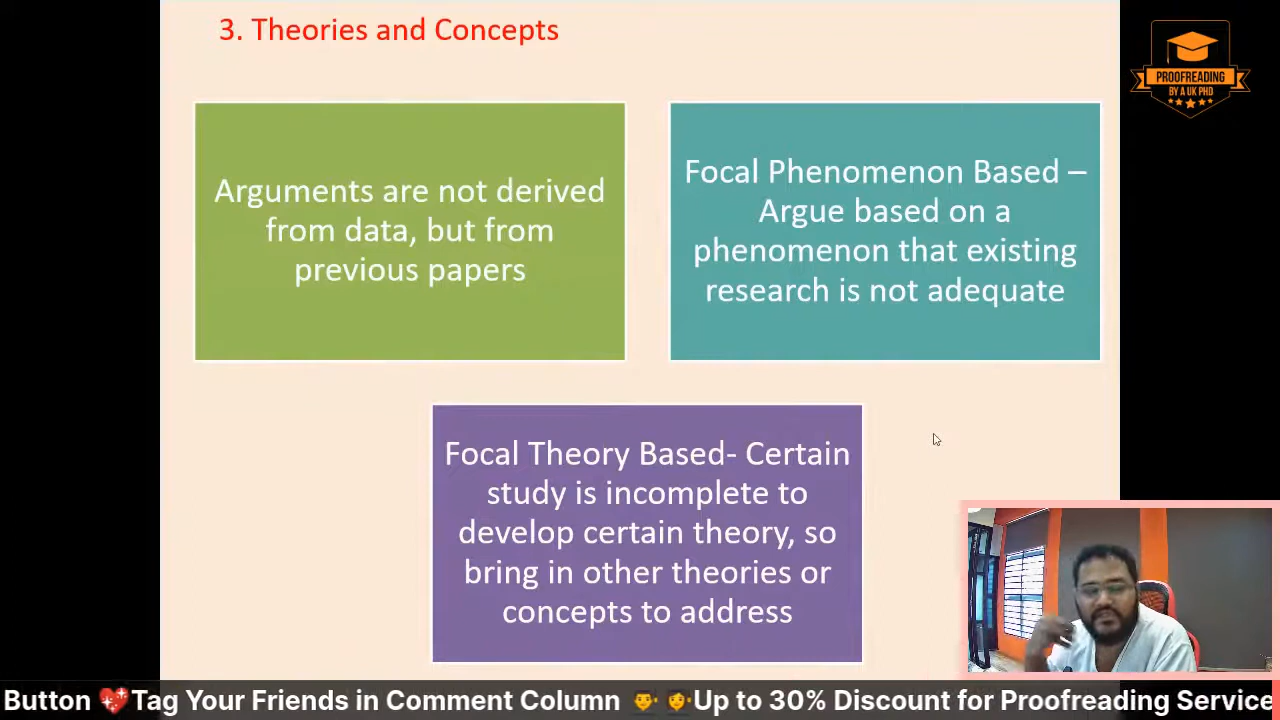 3. Theories and Concepts
PROOFREADING
BY A UK PHD
Arguments are not derived
from data, but from
previous papers
Focal Phenomenon Based –
Argue based on a
phenomenon that existing
research is not adequate
Focal Theory Based- Certain
study is incomplete to
develop certain theory, so
bring in other theories or
concepts to address
Button 💖Tag Your Friends in Comment Column 👨👩Up to 30% Discount for Proofreading Service